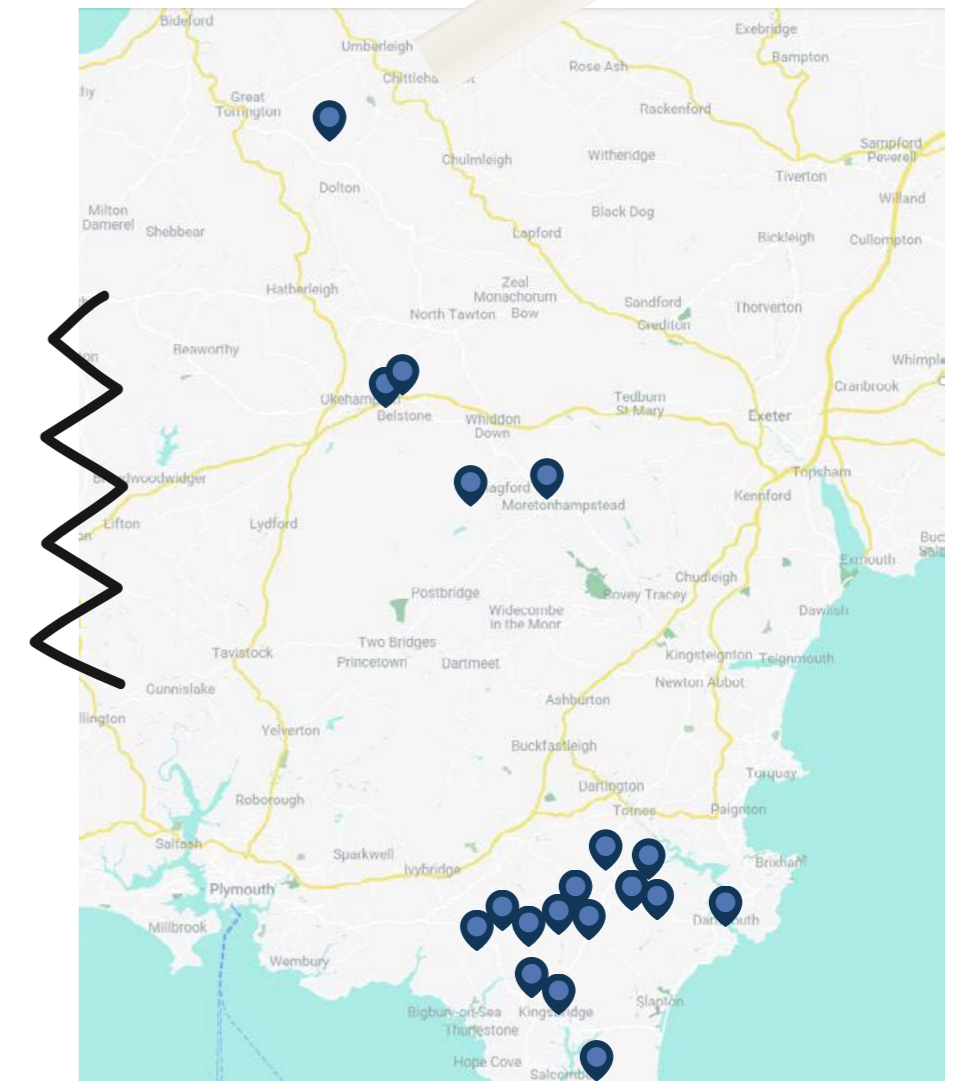 Bideford
Umberleigh
Exebridge
Bampton
Rose Ash
Great
Torrington
Rackenford
Sampford
Peverell
Chulmleigh
Witheridge
Tiverton
Dolton
Willand
Milton
Damerel
Shebbear
Black Dog
Lapford
Rickleigh
Cullompton
Hatherleigh
Zeal
Monachorum
Bow
North Tawton
Sandford
Crediton
Thorverton
Beaworthy
Whimple
Cranbrook
Belstone
Whiddon
Down
Tedburn
St Mary
Exeter
Topsham
Kennford
Moretonhampstead
Lifton
Lydford
Exmouth
Chudleigh
Postbridge
Bovey Tracey
Widecombe
in the Moor
Dawlish
Two Bridges
Princetown
Dartmeet
Tavistock
Kingsteignton
Teignmouth
Newton Abbot
Gunnislake
Ashburton
Yelverton
Buckfastleigh
Torquay
Dartington
Roborough
Totnes
Paignton
Saltash
Sparkwell
Ivybridge
Brixham
Plymouth
Millbrook
Wembury
Slapton
Bigbury-on-Sea
Thurlestone
Hope Cove